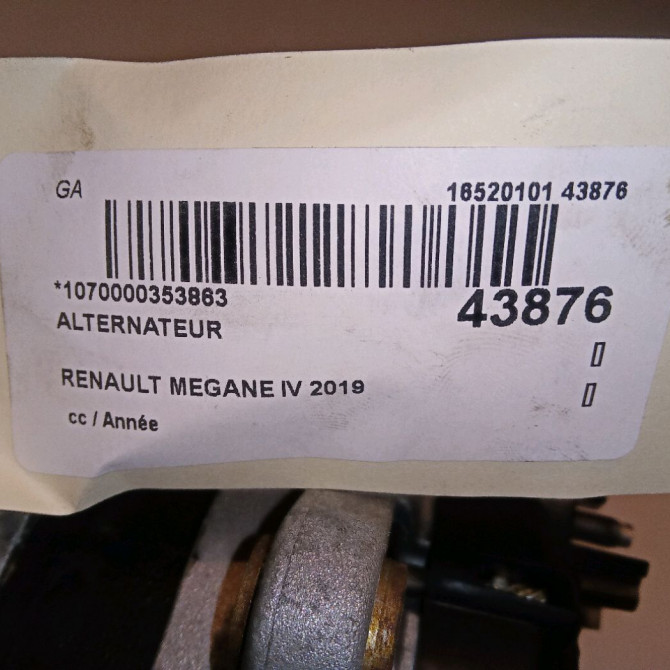 GA
16520101 43876
*1070000353863
43876
ALTERNATEUR
RENAULT MEGANE IV 2019
cc / Année